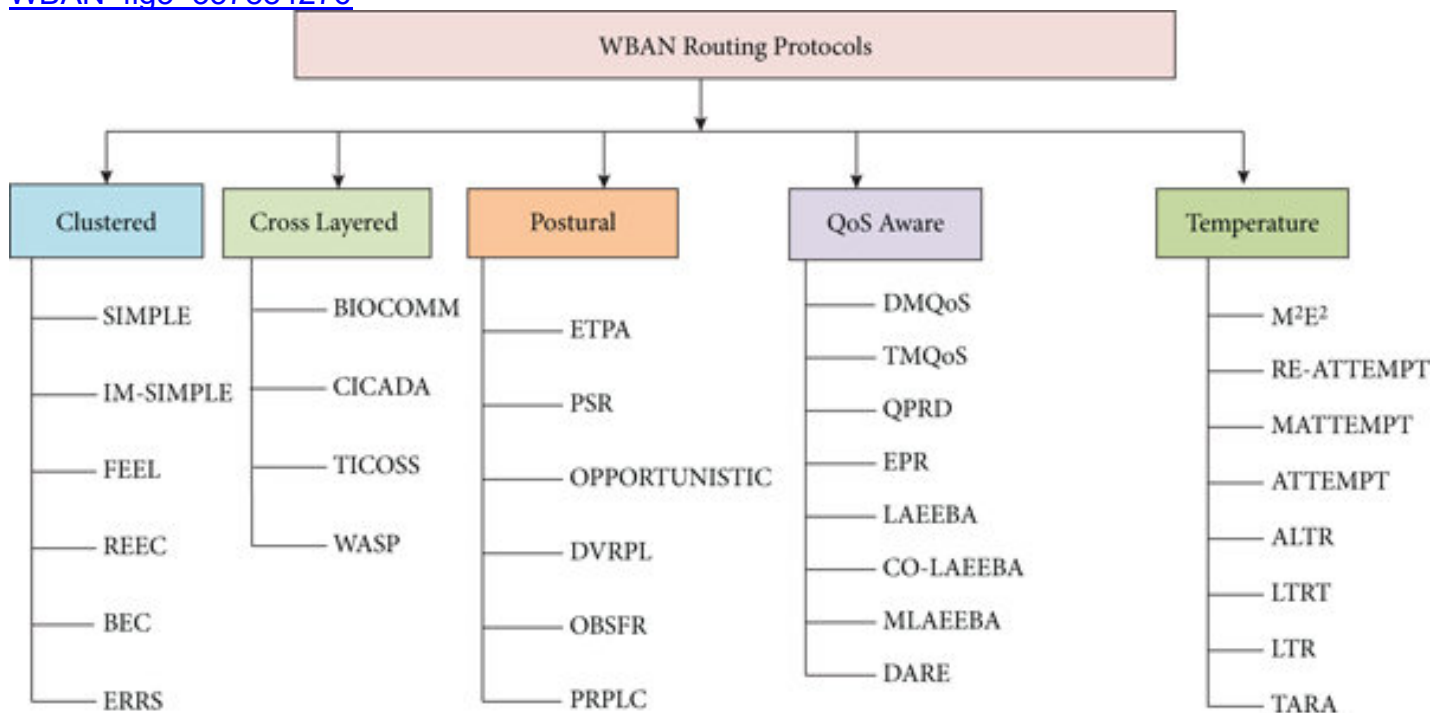 WBAN Routing Protocols
Clustered
SIMPLE
IM-SIMPLE
FEEL
REEC
BEC
ERRS
Cross Layered
BIOCOMM
CICADA
TICOSS
WASP
Postural
ETPA
PSR
OPPORTUNISTIC
DVRPL
OBSFR
PRPLC
QoS Aware
DMQoS
TMQoS
QPRD
EPR
LAEEBA
CO-LAEEBA
MLAEEBA
DARE
Temperature
M²E²
RE-ATTEMPT
MATTEMPT
ATTEMPT
ALTR
LTRT
LTR
TARA